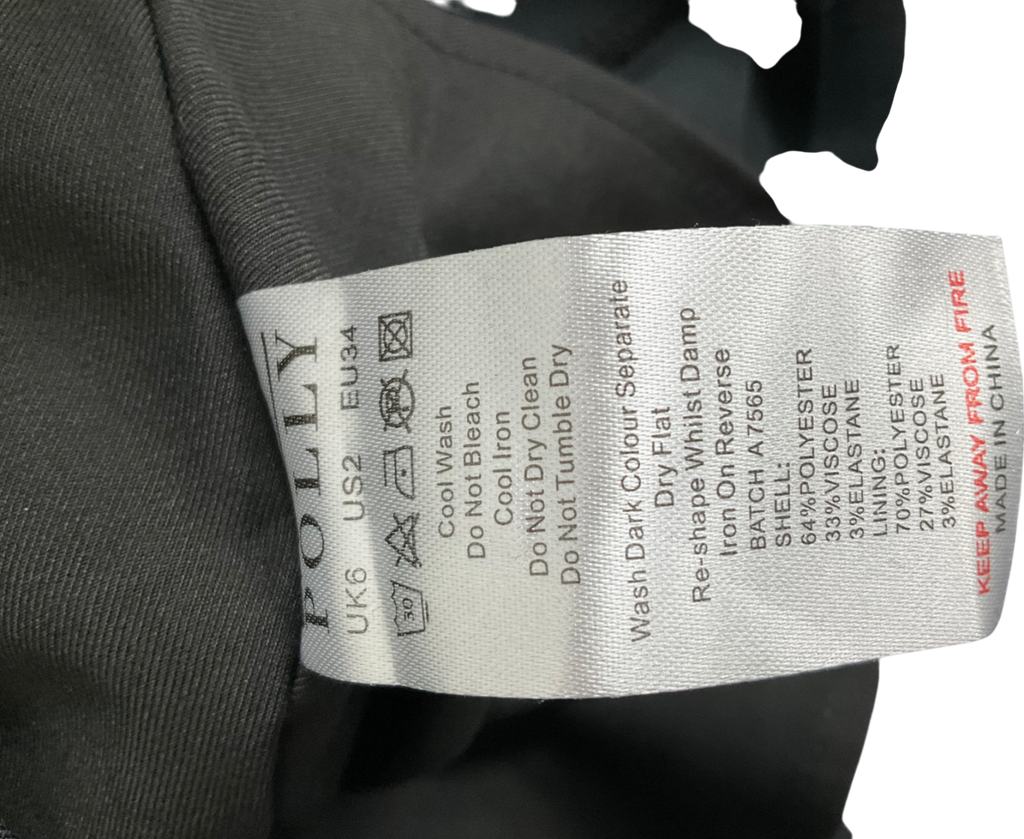 POLLY
UK6 US2 EU34
30
Cool Wash
Do Not Bleach
Cool Iron
Do Not Dry Clean
Do Not Tumble Dry
Wash Dark Colour Separate
Dry Flat
Re-shape Whilst Damp
Iron On Reverse
BATCH A7565
SHELL:
64%POLYESTER
33%VISCOSE
3%ELASTANE
LINING:
70%POLYESTER
27%VISCOSE
3%ELASTANE
KEEP AWAY FROM FIRE
MADE IN CHINA